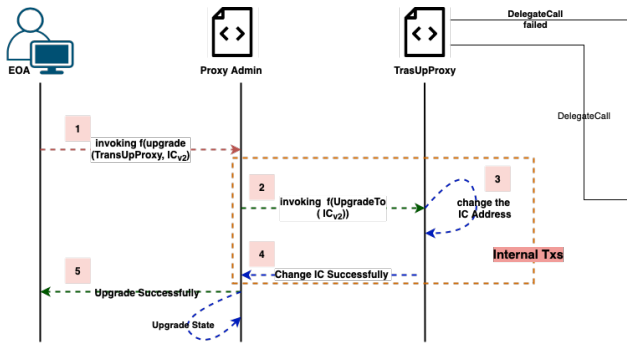 DelegateCall
failed
EOA
Proxy Admin
TrasUpProxy
DelegateCall
1
invoking f(upgrade
(TransUpProxy, ICv2)
2
invoking f(UpgradeTo
( ICv2))
3
change the
IC Address
4
Change IC Successfully
Internal Txs
5
Upgrade Successfully
Upgrade State